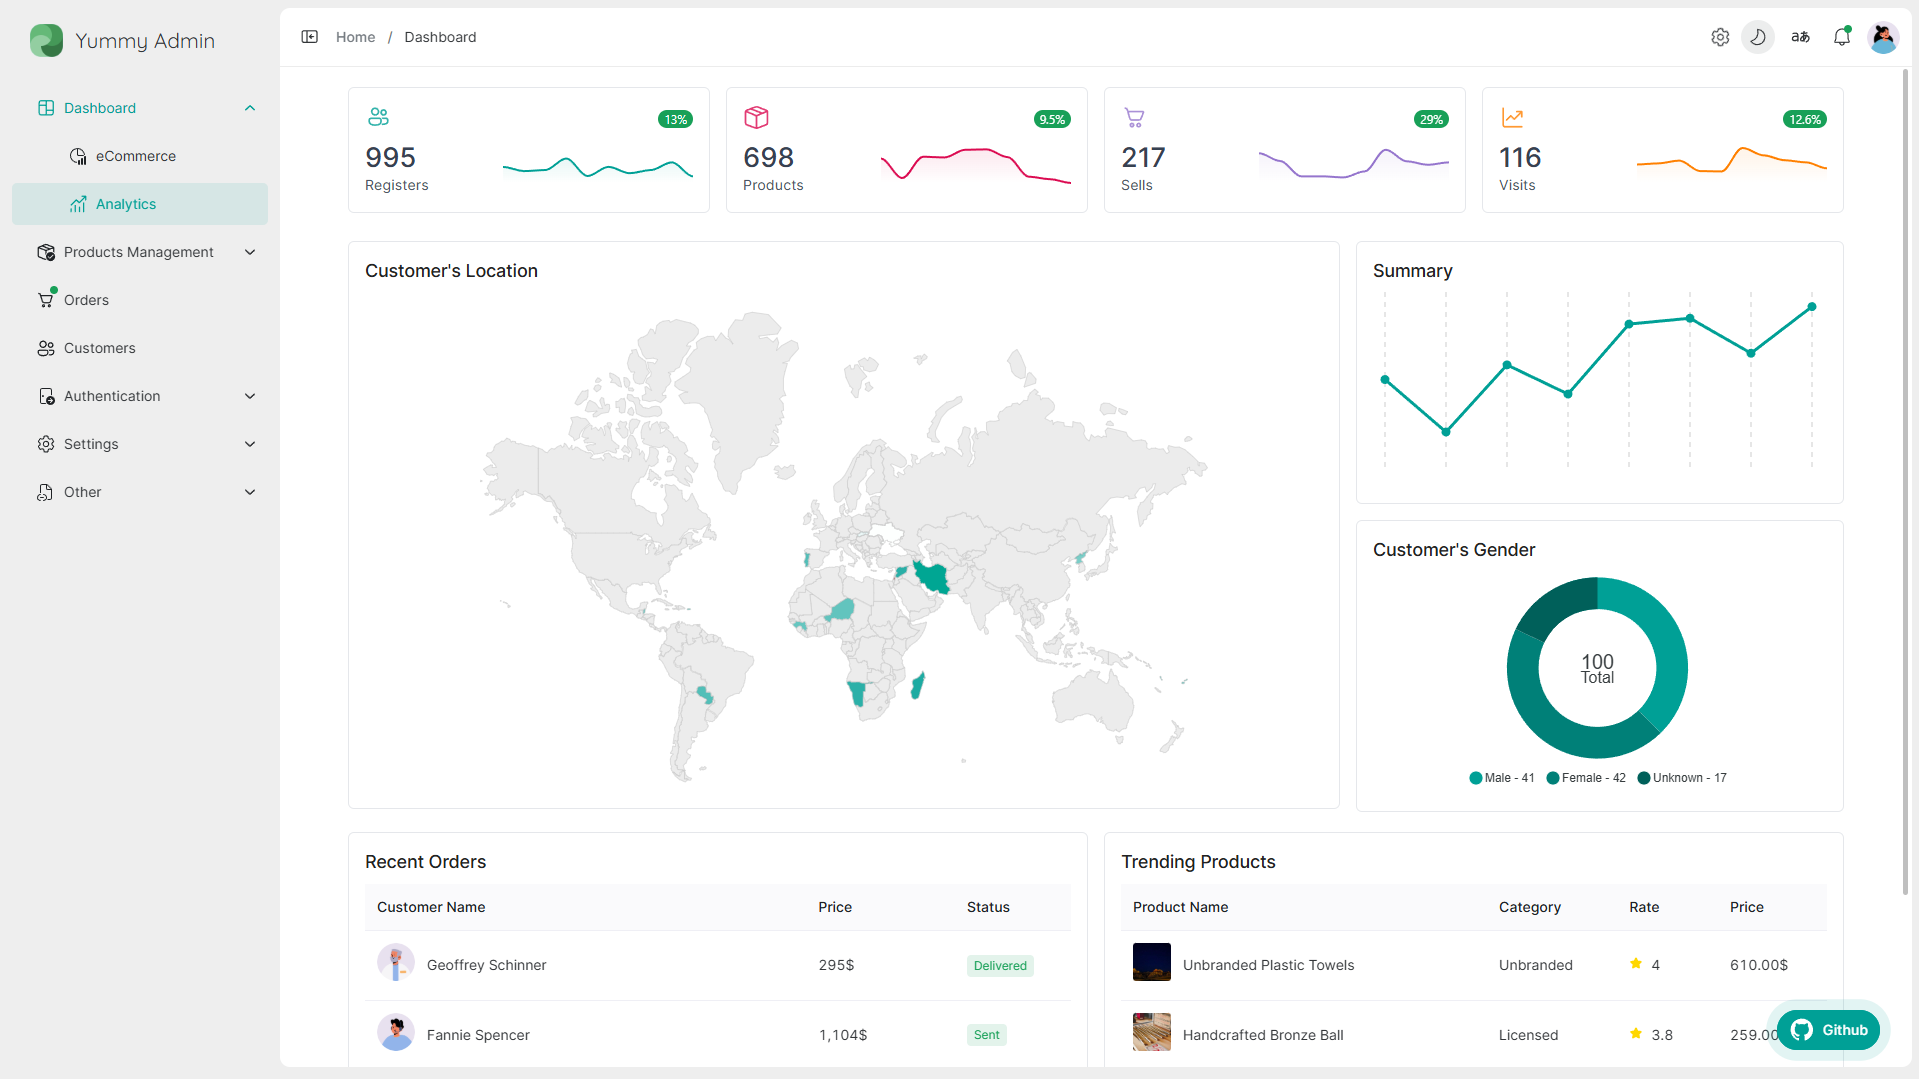 Yummy Admin
Home / Dashboard
aあ
Dashboard
eCommerce
Analytics
Products Management
Orders
Customers
Authentication
Settings
Other
13%
995
Registers
9.5%
698
Products
29%
217
Sells
12.6%
116
Visits
Customer's Location
Summary
Customer's Gender
100
Total
Male - 41 Female - 42 Unknown - 17
Recent Orders
Customer Name Price Status
Geoffrey Schinner 295$ Delivered
Fannie Spencer 1,104$ Sent
Trending Products
Product Name Category Rate Price
Unbranded Plastic Towels Unbranded 4 610.00$
Handcrafted Bronze Ball Licensed 3.8 259.00
Github